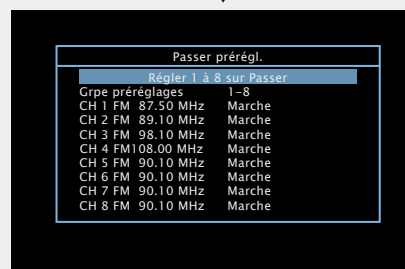 Passer prérégl.
Régler 1 à 8 sur Passer
Grpe préréglages 1–8
CH 1 FM 87.50 MHz Marche
CH 2 FM 89.10 MHz Marche
CH 3 FM 98.10 MHz Marche
CH 4 FM108.00 MHz Marche
CH 5 FM 90.10 MHz Marche
CH 6 FM 90.10 MHz Marche
CH 7 FM 90.10 MHz Marche
CH 8 FM 90.10 MHz Marche